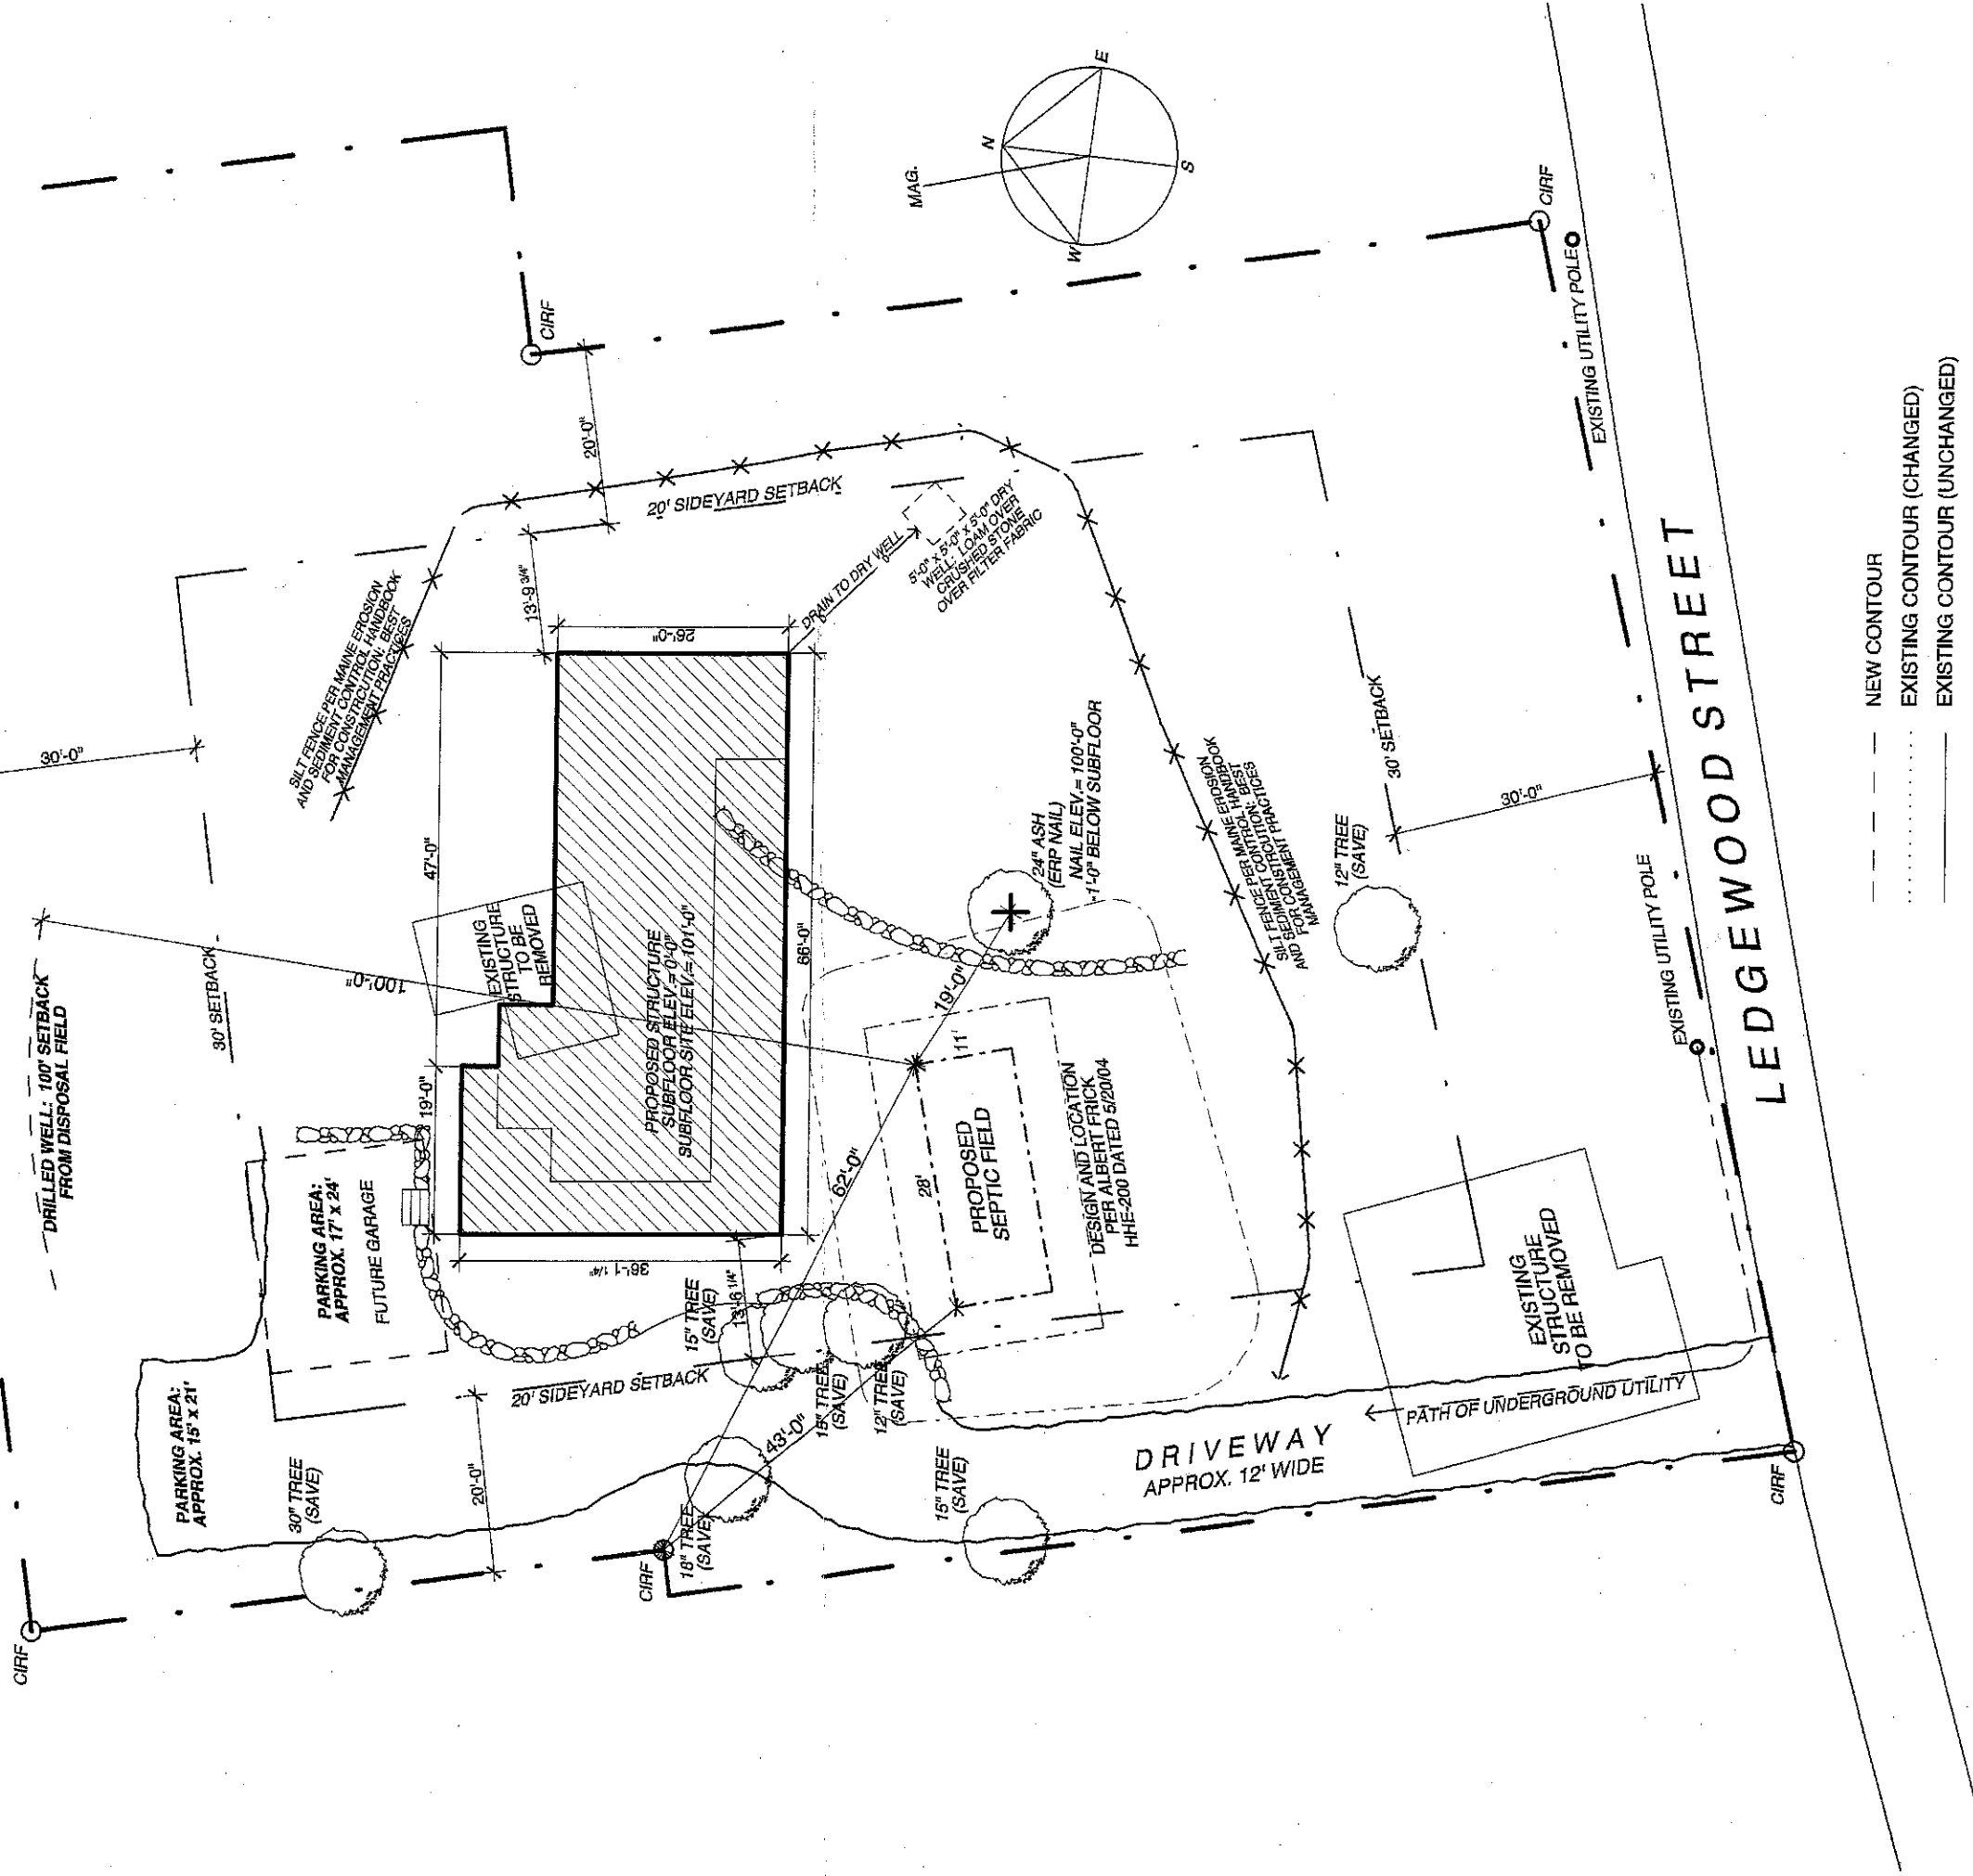 CIRF
DRILLED WELL: 100' SETBACK
FROM DISPOSAL FIELD
30'-0"
30' SETBACK
PARKING AREA:
APPROX. 15' x 21'
PARKING AREA:
APPROX. 17' x 24'
FUTURE GARAGE
30" TREE
(SAVE)
20'-0"
20' SIDEYARD SETBACK
19'-0"
47'-0"
100'-0"
EXISTING
STRUCTURE
TO BE
REMOVED
SILT FENCE PER MAINE EROSION
AND SEDIMENT CONTROL HANDBOOK
FOR CONSTRUCTION: BEST
MANAGEMENT PRACTICES
13'-9 3/4"
20'-0"
CIRF
20' SIDEYARD SETBACK
26'-0"
PROPOSED STRUCTURE
SUBFLOOR ELEV.= 0'-0"
SUBFLOOR SITE ELEV.= 101'-0"
66'-0"
36'-1 1/4"
13'-6 1/4"
DRAIN TO DRY WELL
5'-0" x 5'-0" x 5'-0" DRY
WELL: LOAM OVER
CRUSHED STONE
OVER FILTER FABRIC
MAG.
N
E
S
W
15" TREE
(SAVE)
15" TREE
(SAVE)
12" TREE
(SAVE)
CIRF
18" TREE
(SAVE)
43'-0"
62'-0"
19'-0"
24" ASH
(ERP NAIL)
NAIL ELEV.= 100'-0"
-1'-0" BELOW SUBFLOOR
11'
28'
PROPOSED
SEPTIC FIELD
DESIGN AND LOCATION
PER ALBERT FRICK
HHE-200 DATED 5/20/04
15" TREE
(SAVE)
DRIVEWAY
APPROX. 12' WIDE
PATH OF UNDERGROUND UTILITY
EXISTING
STRUCTURE
TO BE REMOVED
SILT FENCE PER MAINE EROSION
MANAGEMENT
12" TREE
(SAVE)
30' SETBACK
30'-0"
EXISTING UTILITY POLE
EXISTING UTILITY POLE
CIRF
CIRF
LEDGEWOOD STREET
NEW CONTOUR
EXISTING CONTOUR (CHANGED)
EXISTING CONTOUR (UNCHANGED)